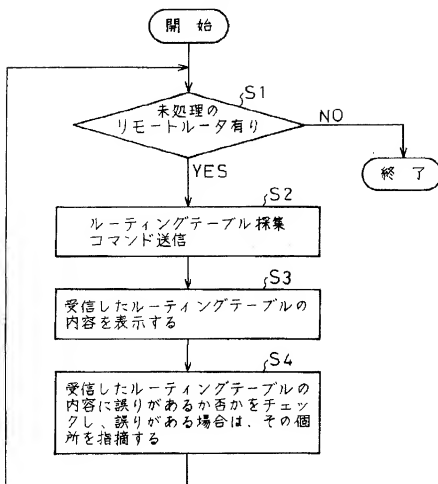 開始
S1
未処理の
リモートルータ有り
NO
終了
YES
S2
ルーティングテーブル採集
コマンド送信
S3
受信したルーティングテーブルの
内容を表示する
S4
受信したルーティングテーブルの
内容に誤りがあるか否かをチェッ
クし、誤りがある場合は、その個
所を指摘する